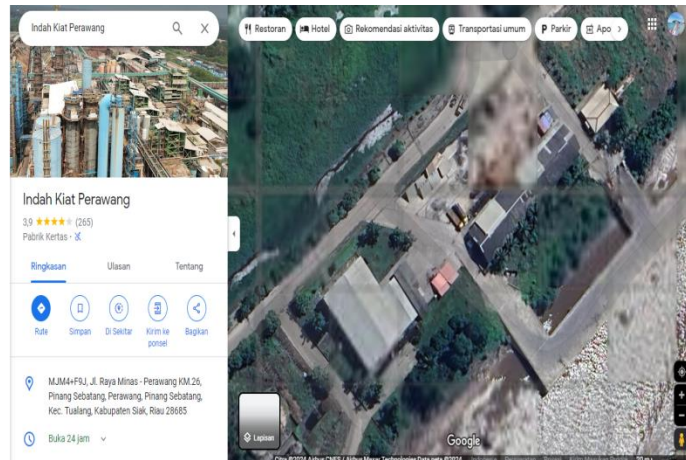 Indah Kiat Perawang
Restoran
Hotel
Rekomendasi aktivitas
Transportasi umum
P Parkir
Apo
Indah Kiat Perawang
3,9 ★★★★★ (265)
Pabrik Kertas ·
Ringkasan
Ulasan
Tentang
Rute
Simpan
Di Sekitar
Kirim ke
ponsel
Bagikan
MJM4+F9J, Jl. Raya Minas - Perawang KM.26,
Pinang Sebatang, Perawang, Pinang Sebatang,
Kec. Tualang, Kabupaten Siak, Riau 28685
Buka 24 jam
Lapisan
Google